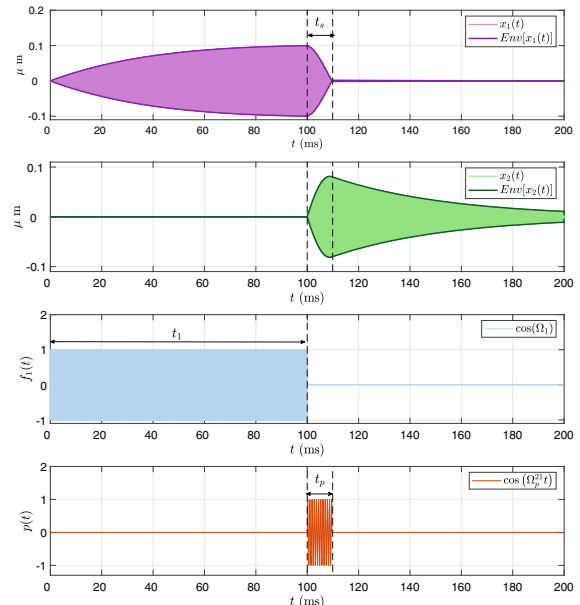 t_s
x_1(t)
Env[x_1(t)]
0.2
0.1
0
-0.1
μ m
0 20 40 60 80 100 120 140 160 180 200
t (ms)
x_2(t)
Env[x_2(t)]
0.1
0
-0.1
μ m
0 20 40 60 80 100 120 140 160 180 200
t (ms)
t_1
cos(Ω_1)
2
1
0
-1
f_1(t)
0 20 40 60 80 100 120 140 160 180 200
t (ms)
t_p
cos (Ω_p^{21}t)
2
1
0
-1
p(t)
0 20 40 60 80 100 120 140 160 180 200
t (ms)